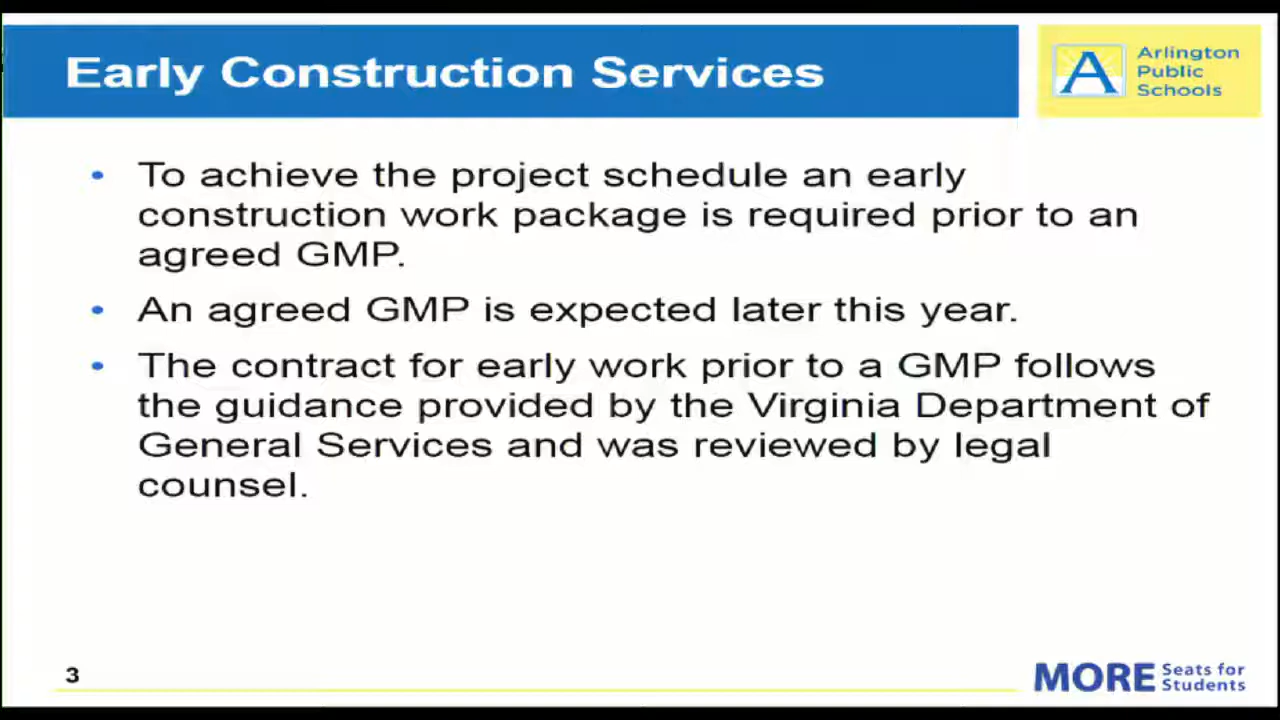 Early Construction Services
Arlington
Public
Schools
A
• To achieve the project schedule an early
construction work package is required prior to an
agreed GMP.
• An agreed GMP is expected later this year.
• The contract for early work prior to a GMP follows
the guidance provided by the Virginia Department of
General Services and was reviewed by legal
counsel.
3
MORE Seats for
Students